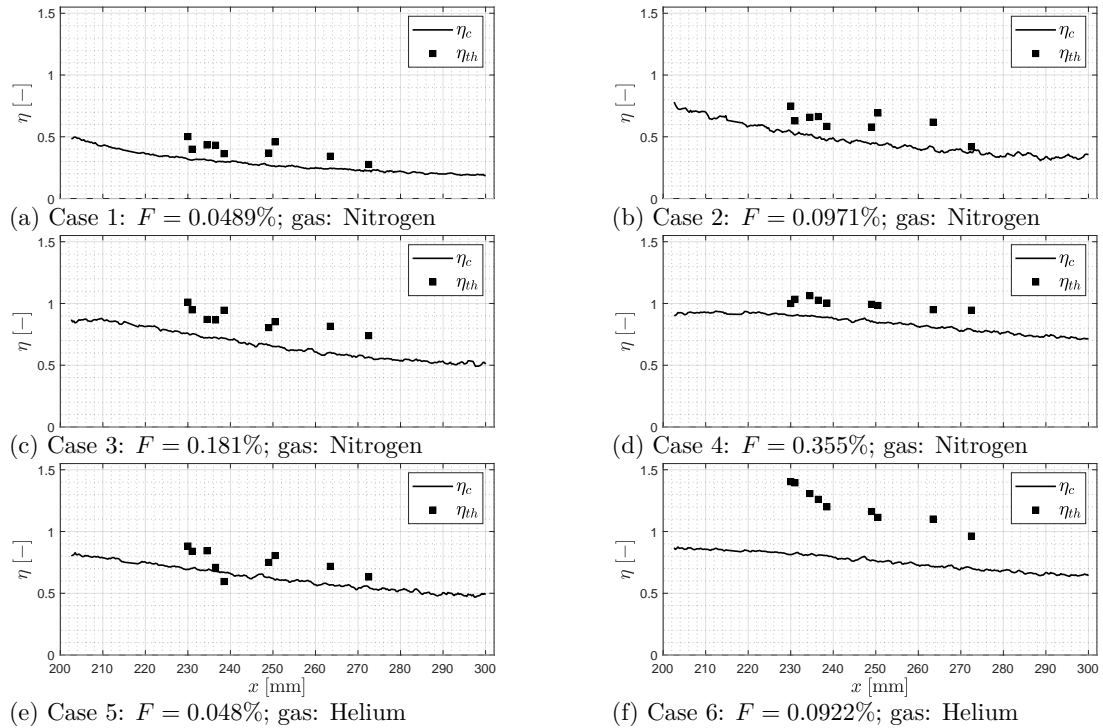 1.5
1
0.5
0
η [−]
η_c
η_th
(a) Case 1: F = 0.0489%; gas: Nitrogen
1.5
1
0.5
0
η [−]
η_c
η_th
(b) Case 2: F = 0.0971%; gas: Nitrogen
1.5
1
0.5
0
η [−]
η_c
η_th
(c) Case 3: F = 0.181%; gas: Nitrogen
1.5
1
0.5
0
η [−]
η_c
η_th
(d) Case 4: F = 0.355%; gas: Nitrogen
1.5
1
0.5
0
η [−]
η_c
η_th
200 210 220 230 240 250 260 270 280 290 300
x [mm]
(e) Case 5: F = 0.048%; gas: Helium
1.5
1
0.5
0
η [−]
η_c
η_th
200 210 220 230 240 250 260 270 280 290 300
x [mm]
(f) Case 6: F = 0.0922%; gas: Helium